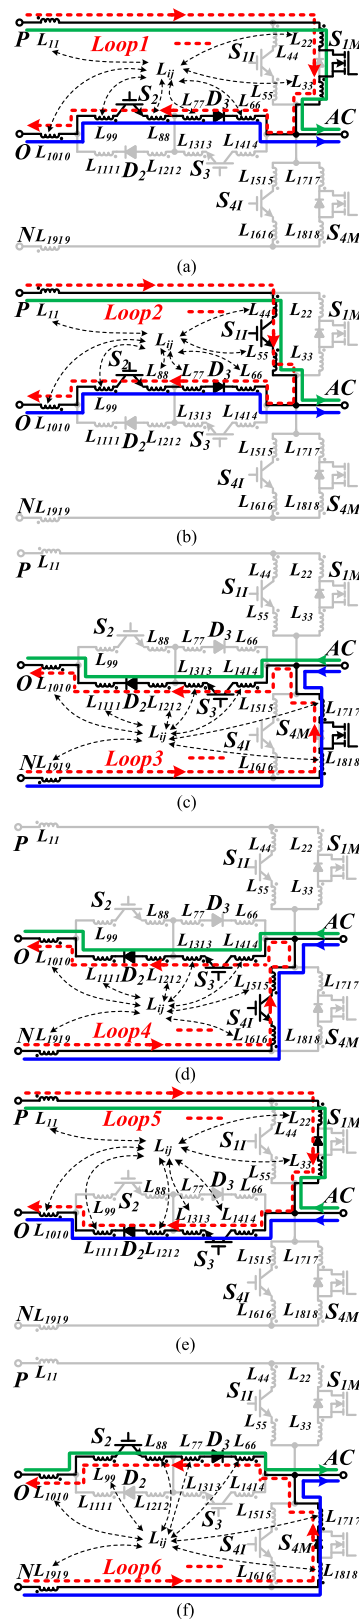 P L11 Loop1 L22 S1M
S1I L44
Lij
L55 L33
S2 L77 D3 L66
L99 L88 AC
O L1010 L1313 L1414
L1111 D2 L1212 S3
L1515 L1717
S4I
N L1919 L1616 L1818 S4M
(a)
P L11 Loop2 L44 L22 S1M
S1I
Lij L55 L33
S2 L88 L77 D3 L66
L99 AC
O L1010 L1313 L1414
L1111 D2 L1212 S3
L1515 L1717
S4I
N L1919 L1616 L1818 S4M
(b)
P L11 L44 L22 S1M
S1I
L55 L33
S2 L88 L77 D3 L66
L99 L1313 L1414 AC
O L1010 L1111 D2 L1212 S3 L1515 L1717
Lij S4I S4M
N L1919 Loop3 L1616 L1818
(c)
P L11 L44 L22 S1M
S1I
L55 L33
S2 L88 L77 D3 L66
L99 L1313 L1414 AC
O L1010 L1111 D2 L1212 S3 L1515 L1717
Lij S4I
N L1919 Loop4 L1616 L1818 S4M
(d)
P L11 Loop5 L22 S1M
S1I L44
Lij
L55 L33
L88 L77 D3 L66
L99 S2 AC
O L1010 L1313 L1414
L1111 D2 L1212 S3
L1515 L1717
S4I
N L1919 L1616 L1818 S4M
(e)
P L11 L44 L22 S1M
S1I
L55 L33
S2 L88 L77 D3 L66
L99 D2 AC
O L1010 L1313 L1414
L1111 L1212 S3 L1515 L1717
Lij S4I S4M
N L1919 Loop6 L1616 L1818
(f)